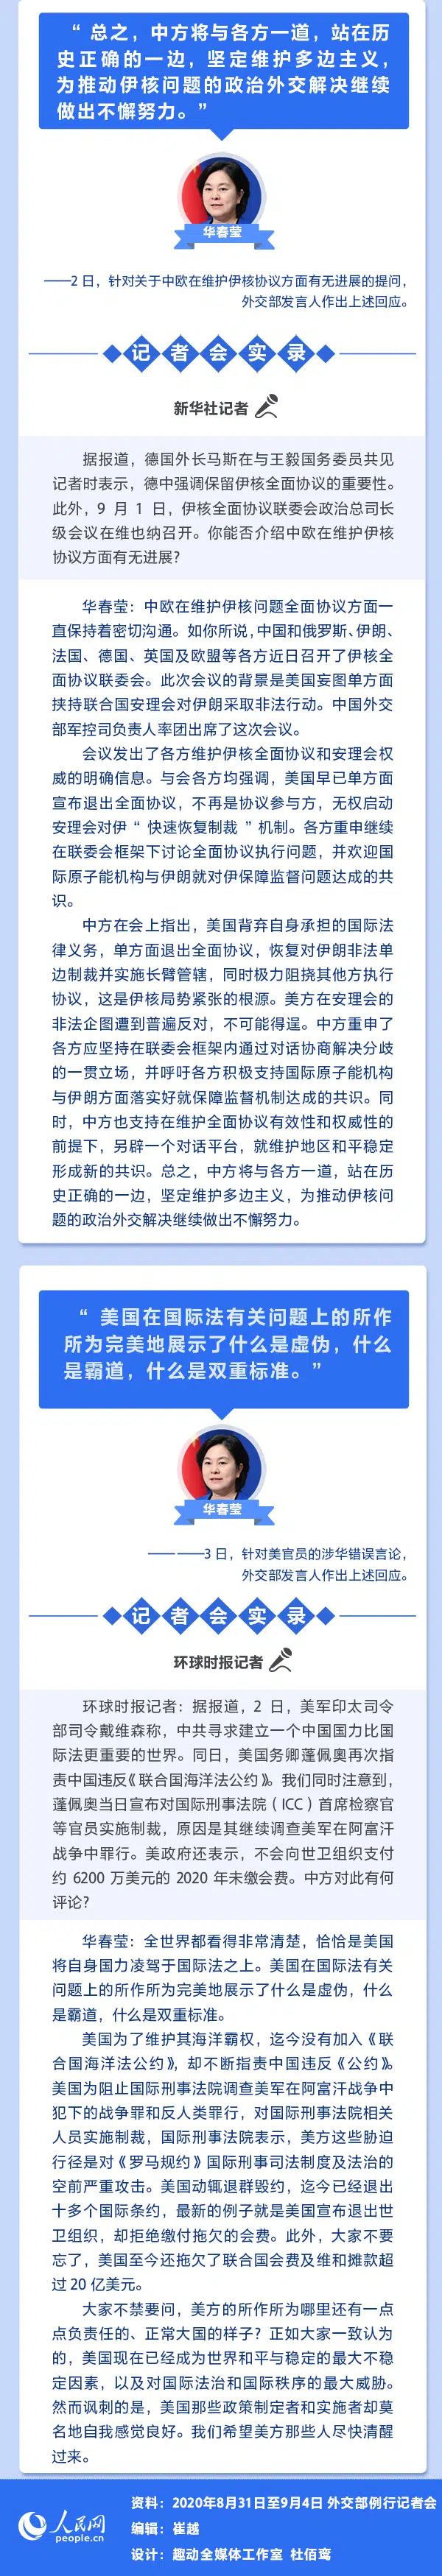 “ 总之，中方将与各方一道，站在历
史正确的一边，坚定维护多边主义，
为推动伊核问题的政治外交解决继续
做出不懈努力。”
华春莹
——2 日，针对关于中欧在维护伊核协议方面有无进展的提问，
外交部发言人作出上述回应。
记者会实录
新华社记者
据报道，德国外长马斯在与王毅国务委员共见
记者时表示，德中强调保留伊核全面协议的重要性。
此外，9 月 1 日，伊核全面协议联委会政治总司长
级会议在维也纳召开。你能否介绍中欧在维护伊核
协议方面有无进展?
华春莹：中欧在维护伊核问题全面协议方面一
直保持着密切沟通。如你所说，中国和俄罗斯、伊朗、
法国、德国、英国及欧盟等各方近日召开了伊核全
面协议联委会。此次会议的背景是美国妄图单方面
挟持联合国安理会对伊朗采取非法行动。中国外交
部军控司负责人率团出席了这次会议。
会议发出了各方维护伊核全面协议和安理会权
威的明确信息。与会各方均强调，美国早已单方面
宣布退出全面协议，不再是协议参与方，无权启动
安理会对伊 “ 快速恢复制裁 ” 机制。各方重申继续
在联委会框架下讨论全面协议执行问题，并欢迎国
际原子能机构与伊朗就对伊保障监督问题达成的共
识。
中方在会上指出，美国背弃自身承担的国际法
律义务，单方面退出全面协议，恢复对伊朗非法单
边制裁并实施长臂管辖，同时极力阻挠其他方执行
协议，这是伊核局势紧张的根源。美方在安理会的
非法企图遭到普遍反对，不可能得逞。中方重申了
各方应坚持在联委会框架内通过对话协商解决分歧
的一贯立场，并呼吁各方积极支持国际原子能机构
与伊朗方面落实好就保障监督机制达成的共识。同
时，中方也支持在维护全面协议有效性和权威性的
前提下，另辟一个对话平台，就维护地区和平稳定
形成新的共识。总之，中方将与各方一道，站在历
史正确的一边，坚定维护多边主义，为推动伊核问
题的政治外交解决继续做出不懈努力。
“ 美国在国际法有关问题上的所作
所为完美地展示了什么是虚伪，什么
是霸道，什么是双重标准。”
华春莹
—— ——3 日，针对美官员的涉华错误言论，
外交部发言人作出上述回应。
记者会实录
环球时报记者
环球时报记者：据报道，2 日，美军印太司令
部司令戴维森称，中共寻求建立一个中国国力比国
际法更重要的世界。同日，美国务卿蓬佩奥再次指
责中国违反《联合国海洋法公约》。我们同时注意到，
蓬佩奥当日宣布对国际刑事法院（ICC）首席检察官
等官员实施制裁，原因是其继续调查美军在阿富汗
战争中罪行。美政府还表示，不会向世卫组织支付
约 6200 万美元的 2020 年未缴会费。中方对此有何
评论?
华春莹：全世界都看得非常清楚，恰恰是美国
将自身国力凌驾于国际法之上。美国在国际法有关
问题上的所作所为完美地展示了什么是虚伪，什么
是霸道，什么是双重标准。
美国为了维护其海洋霸权，迄今没有加入《联
合国海洋法公约》，却不断指责中国违反《公约》。
美国为阻止国际刑事法院调查美军在阿富汗战争中
犯下的战争罪和反人类罪行，对国际刑事法院相关
人员实施制裁，国际刑事法院表示，美方这些胁迫
行径是对《罗马规约》国际刑事司法制度及法治的
空前严重攻击。美国动辄退群毁约，迄今已经退出
十多个国际条约，最新的例子就是美国宣布退出世
卫组织，却拒绝缴付拖欠的会费。此外，大家不要
忘了，美国至今还拖欠了联合国会费及维和摊款超
过 20 亿美元。
大家不禁要问，美方的所作所为哪里还有一点
点负责任的、正常大国的样子？正如大家一致认为
的，美国现在已经成为世界和平与稳定的最大不稳
定因素，以及对国际法治和国际秩序的最大威胁。
然而讽刺的是，美国那些政策制定者和实施者却莫
名地自我感觉良好。我们希望美方那些人尽快清醒
过来。
人民网
people.cn
资料：2020年8月31日至9月4日 外交部例行记者会
编辑：崔越
设计：趣动全媒体工作室 杜佰鸾